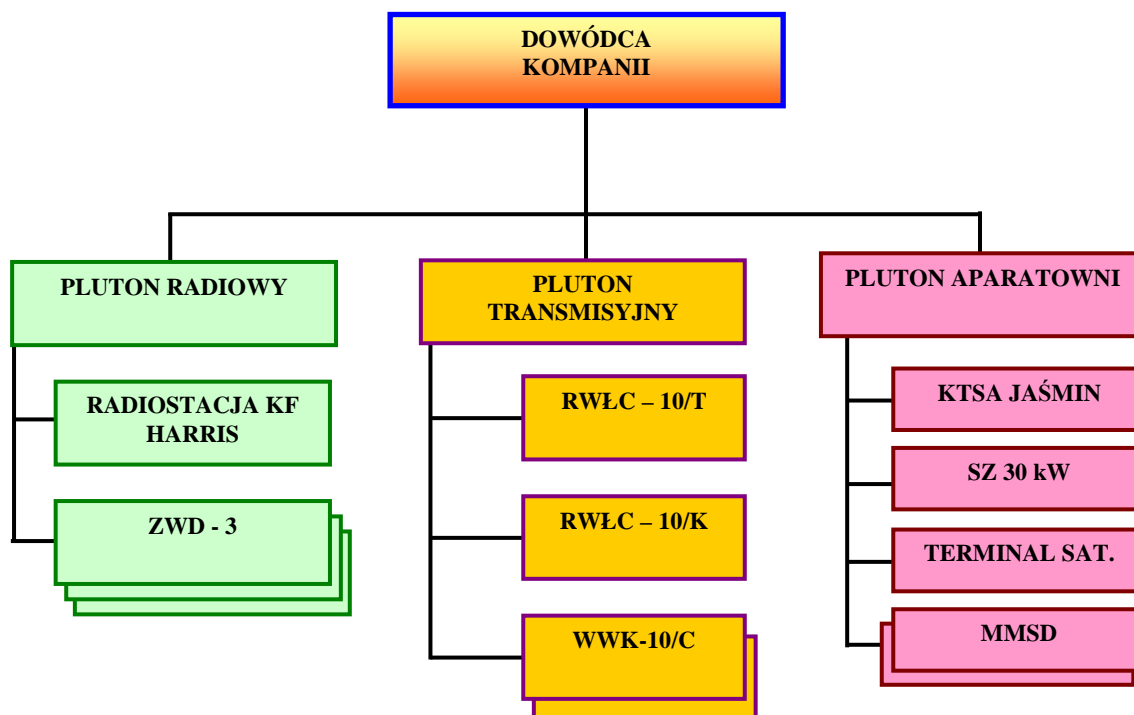 DOWÓDCA
KOMPANII
PLUTON RADIOWY
RADIOSTACJA KF
HARRIS
ZWD - 3
PLUTON
TRANSMISYJNY
RWŁC – 10/T
RWŁC – 10/K
WWK-10/C
PLUTON APARATOWNI
KTSA JAŚMIN
SZ 30 kW
TERMINAL SAT.
MMSD